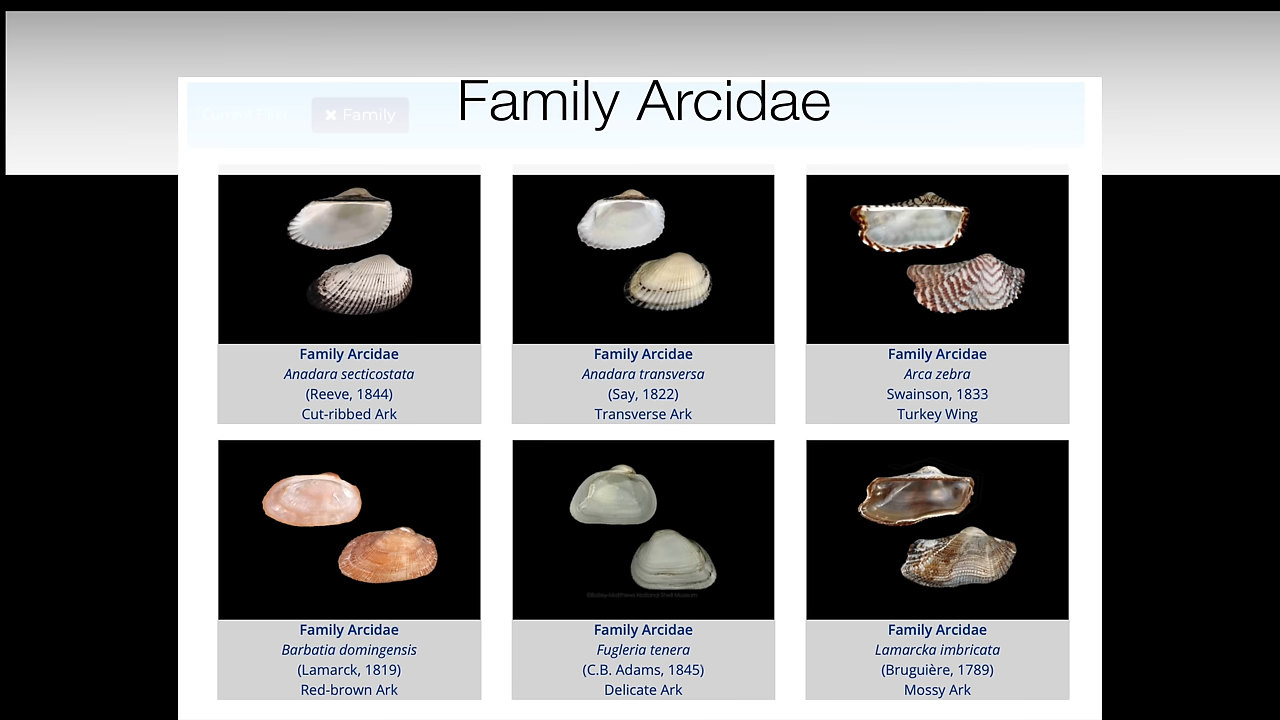 Family Arcidae
✖ Family
Family Arcidae
Anadara secticostata
(Reeve, 1844)
Cut-ribbed Ark
Family Arcidae
Anadara transversa
(Say, 1822)
Transverse Ark
Family Arcidae
Arca zebra
Swainson, 1833
Turkey Wing
Family Arcidae
Barbatia domingensis
(Lamarck, 1819)
Red-brown Ark
Family Arcidae
Fugleria tenera
(C.B. Adams, 1845)
Delicate Ark
Family Arcidae
Lamarcka imbricata
(Bruguière, 1789)
Mossy Ark